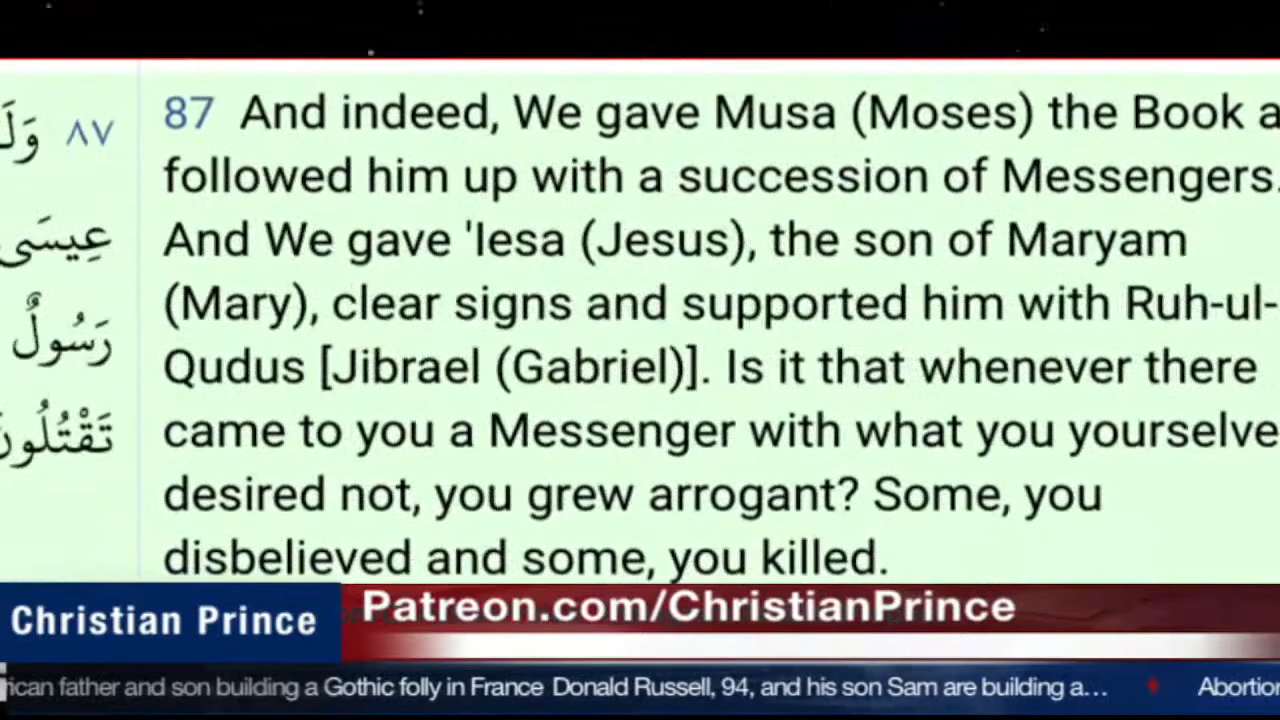 87 And indeed, We gave Musa (Moses) the Book a
followed him up with a succession of Messengers.
And We gave 'Iesa (Jesus), the son of Maryam
(Mary), clear signs and supported him with Ruh-ul-
Qudus [Jibrael (Gabriel)]. Is it that whenever there
came to you a Messenger with what you yourselve
desired not, you grew arrogant? Some, you
disbelieved and some, you killed.
٨٧ وَلَ
عِيسَى
رَسُولٌ
تَقْتُلُون
Christian Prince
Patreon.com/ChristianPrince
ican father and son building a Gothic folly in France Donald Russell, 94, and his son Sam are building a… Abortion